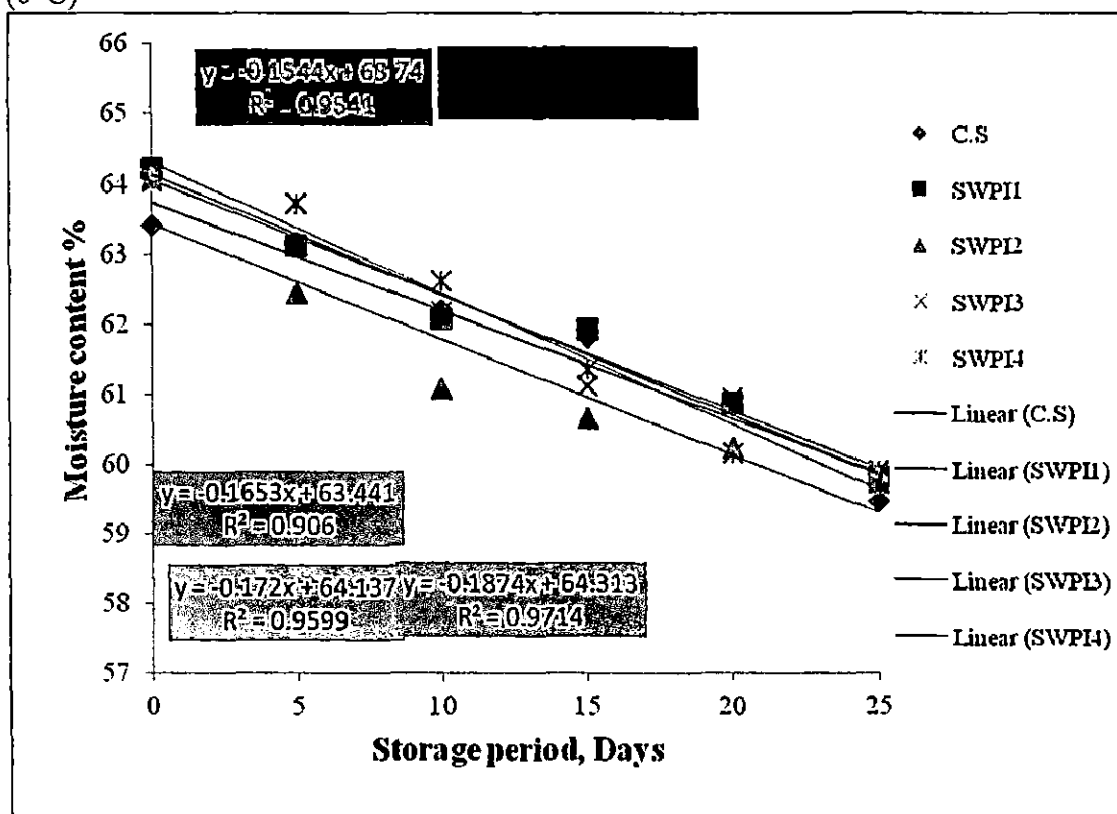 66
65
64
63
62
61
60
59
58
57
Moisture content %
y = -0.1544x + 63.74
R² = 0.9541
y = -0.1653x + 63.441
R² = 0.906
y = -0.172x + 64.137
R² = 0.9599
y = -0.1874x + 64.313
R² = 0.9714
0 5 10 15 20 25
Storage period, Days
C.S
SWPI1
SWPI2
SWPI3
SWPI4
Linear (C.S)
Linear (SWPI1)
Linear (SWPI2)
Linear (SWPI3)
Linear (SWPI4)